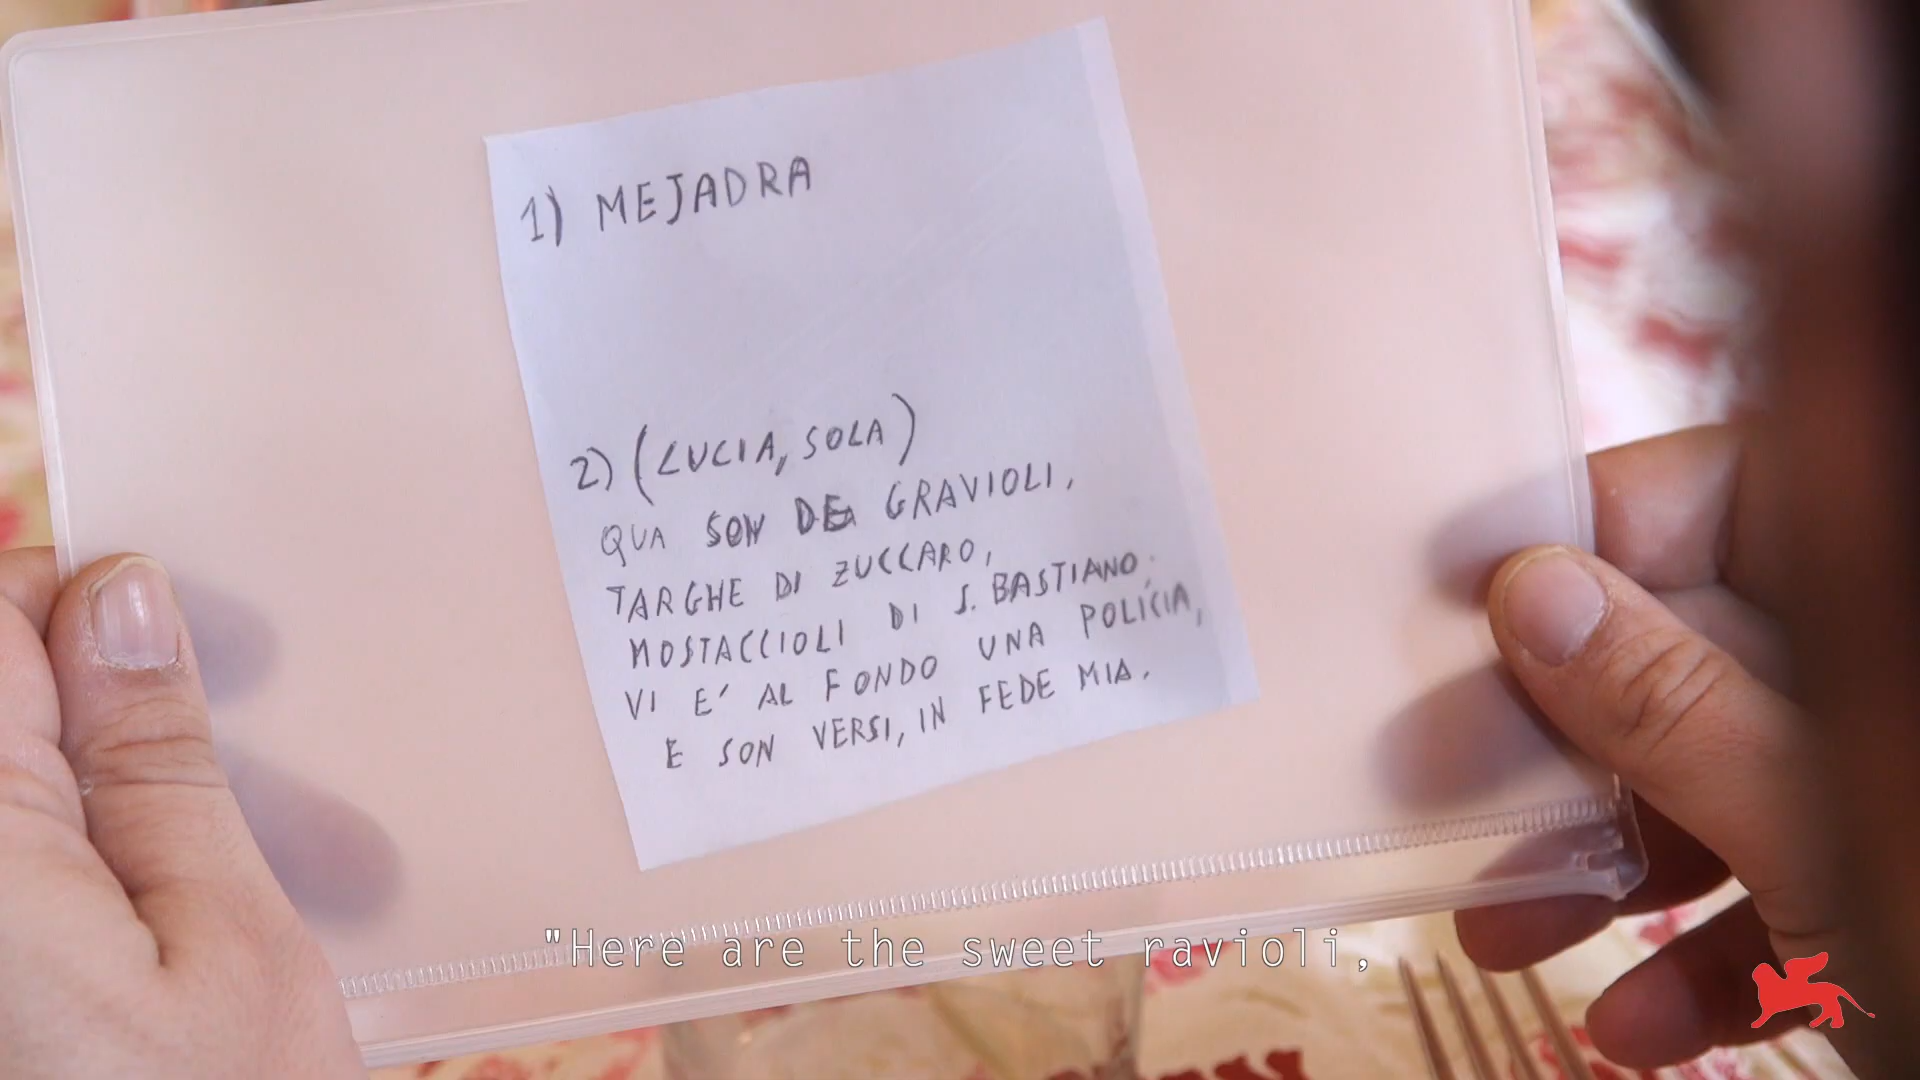 1) MEJADRA
2) (LUCIA, SOLA)
QUA SON DE GRAVIOLI,
TARGHE DI ZUCCARO,
MOSTACCIOLI DI S. BASTIANO.
VI E' AL FONDO UNA POLÍCIA,
E SON VERSI, IN FEDE MIA.
"Here are the sweet ravioli,